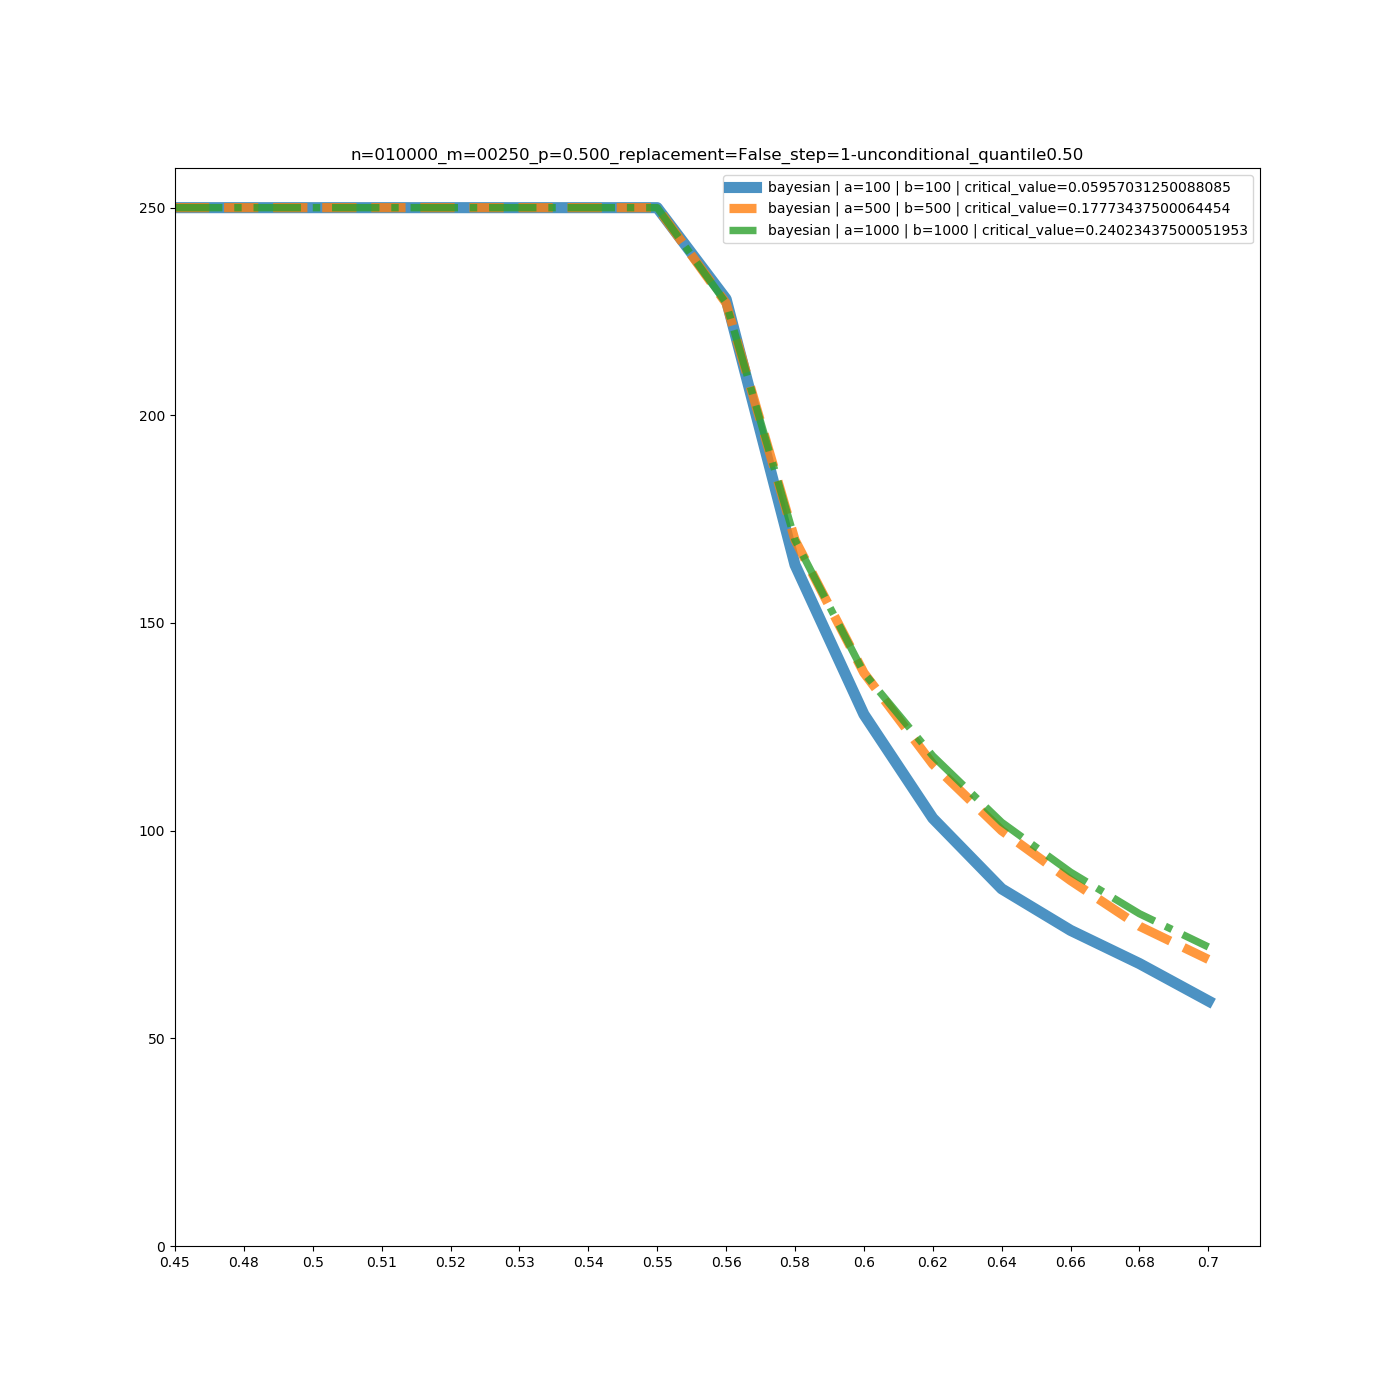 n=010000_m=00250_p=0.500_replacement=False_step=1-unconditional_quantile0.50
bayesian | a=100 | b=100 | critical_value=0.05957031250088085
bayesian | a=500 | b=500 | critical_value=0.17773437500064454
bayesian | a=1000 | b=1000 | critical_value=0.24023437500051953
250
200
150
100
50
0
0.45 0.48 0.5 0.51 0.52 0.53 0.54 0.55 0.56 0.58 0.6 0.62 0.64 0.66 0.68 0.7